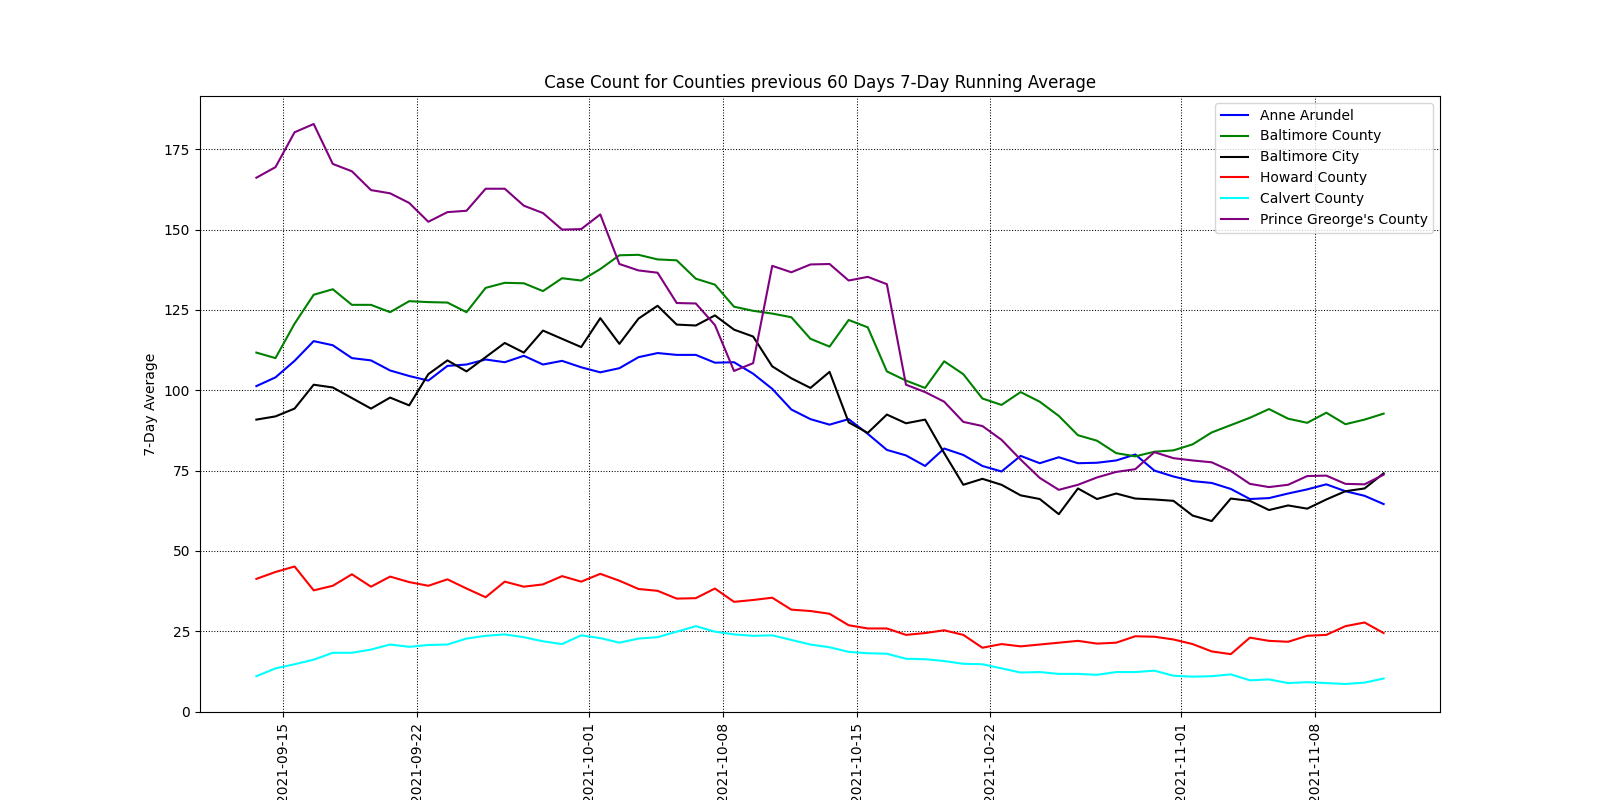 Case Count for Counties previous 60 Days 7-Day Running Average
Anne Arundel
Baltimore County
Baltimore City
Howard County
Calvert County
Prince Greorge's County
7-Day Average
175
150
125
100
75
50
25
0
2021-09-15
2021-09-22
2021-10-01
2021-10-08
2021-10-15
2021-10-22
2021-11-01
2021-11-08